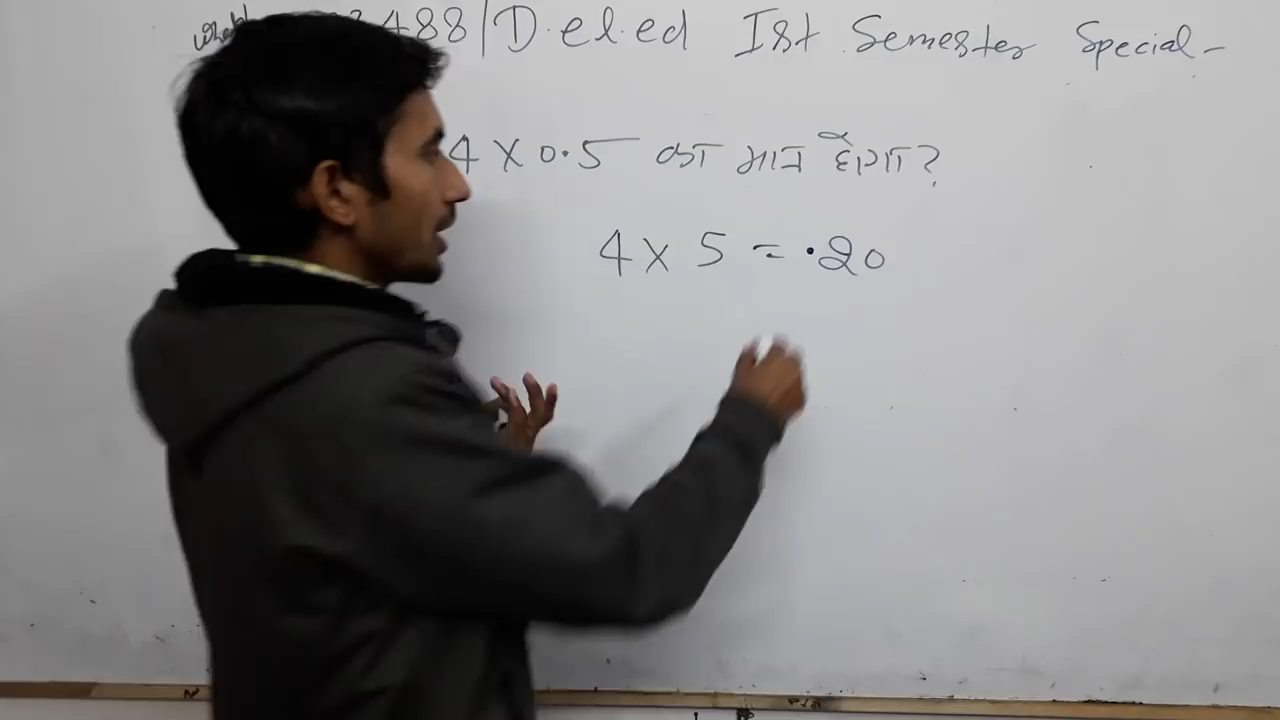 488/D.el.ed Ist Semester Special-
4 X 0.5 का मान होगा?
4 X 5 = .20